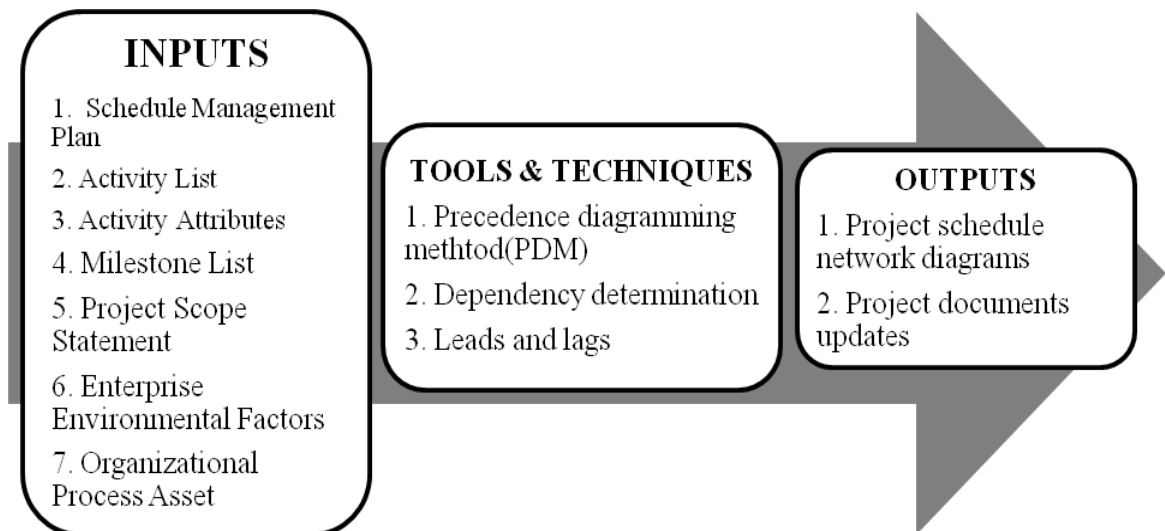 INPUTS
1. Schedule Management
Plan
2. Activity List
3. Activity Attributes
4. Milestone List
5. Project Scope
Statement
6. Enterprise
Environmental Factors
7. Organizational
Process Asset
TOOLS & TECHNIQUES
1. Precedence diagramming
methtod(PDM)
2. Dependency determination
3. Leads and lags
OUTPUTS
1. Project schedule
network diagrams
2. Project documents
updates